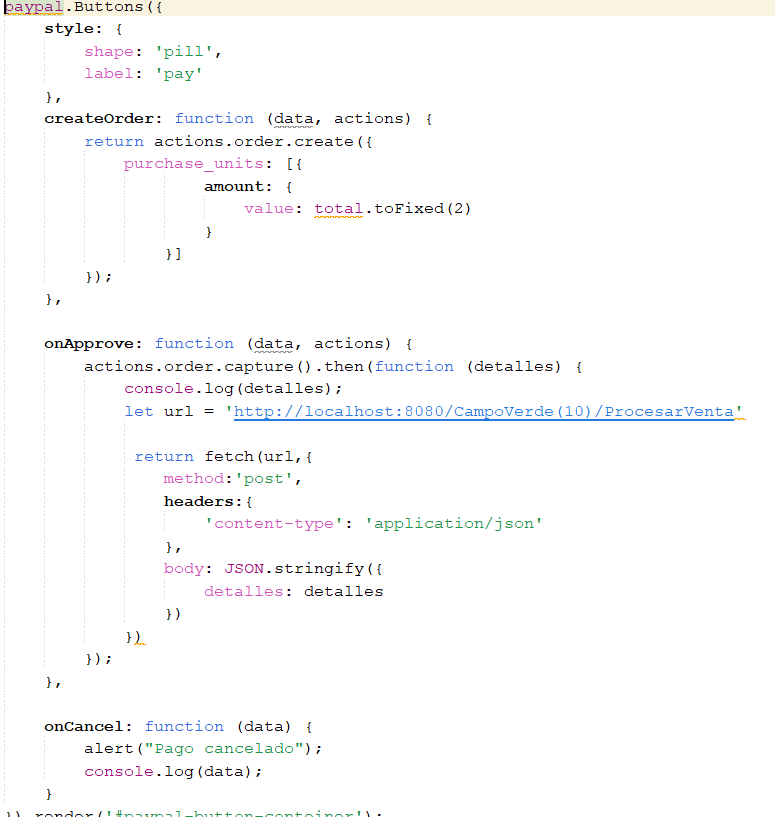 paypal.Buttons({
style: {
shape: 'pill',
label: 'pay'
},
createOrder: function (data, actions) {
return actions.order.create({
purchase_units: [{
amount: {
value: total.toFixed(2)
}
}]
});
},
onApprove: function (data, actions) {
actions.order.capture().then(function (detalles) {
console.log(detalles);
let url = 'http://localhost:8080/CampoVerde(10)/ProcesarVenta'
return fetch(url,{
method:'post',
headers:{
'content-type': 'application/json'
},
body: JSON.stringify({
detalles: detalles
})
})
});
},
onCancel: function (data) {
alert("Pago cancelado");
console.log(data);
}
}).render('#paypal-button-container');